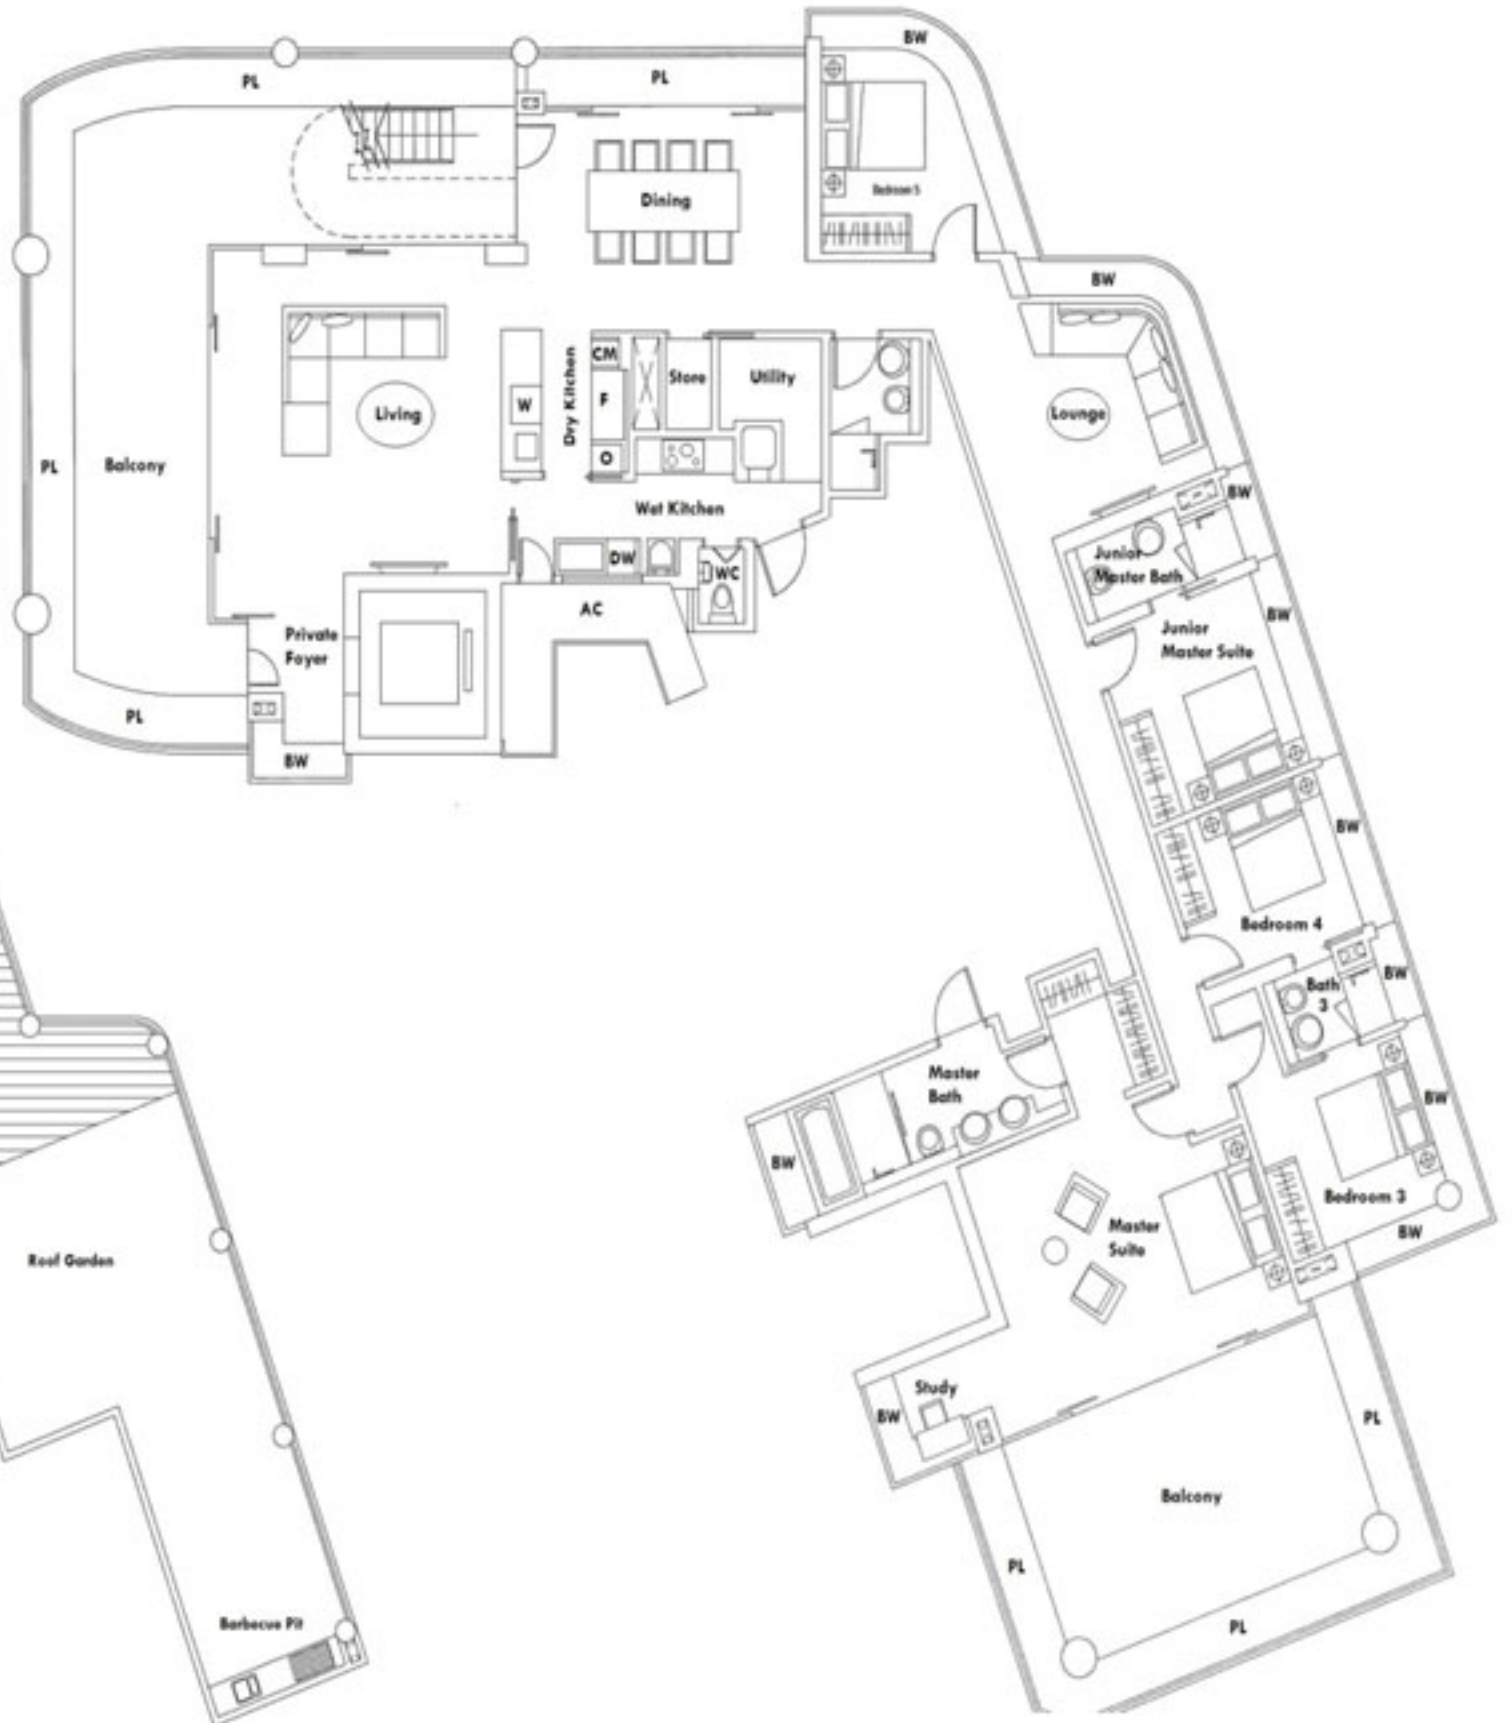 BW
PL
PL
Bedroom 5
Dining
BW
CM
Dry Kitchen
Store
Utility
F
W
Living
Lounge
O
PL
Balcony
BW
Wet Kitchen
Junior
Master Bath
DW
WC
AC
BW
Private
Foyer
Junior
Master Suite
PL
BW
BW
Bedroom 4
BW
Bath
3
Master
Bath
BW
BW
Bedroom 3
Master
Suite
BW
Roof Garden
Study
BW
PL
Balcony
PL
Barbecue Pit
PL